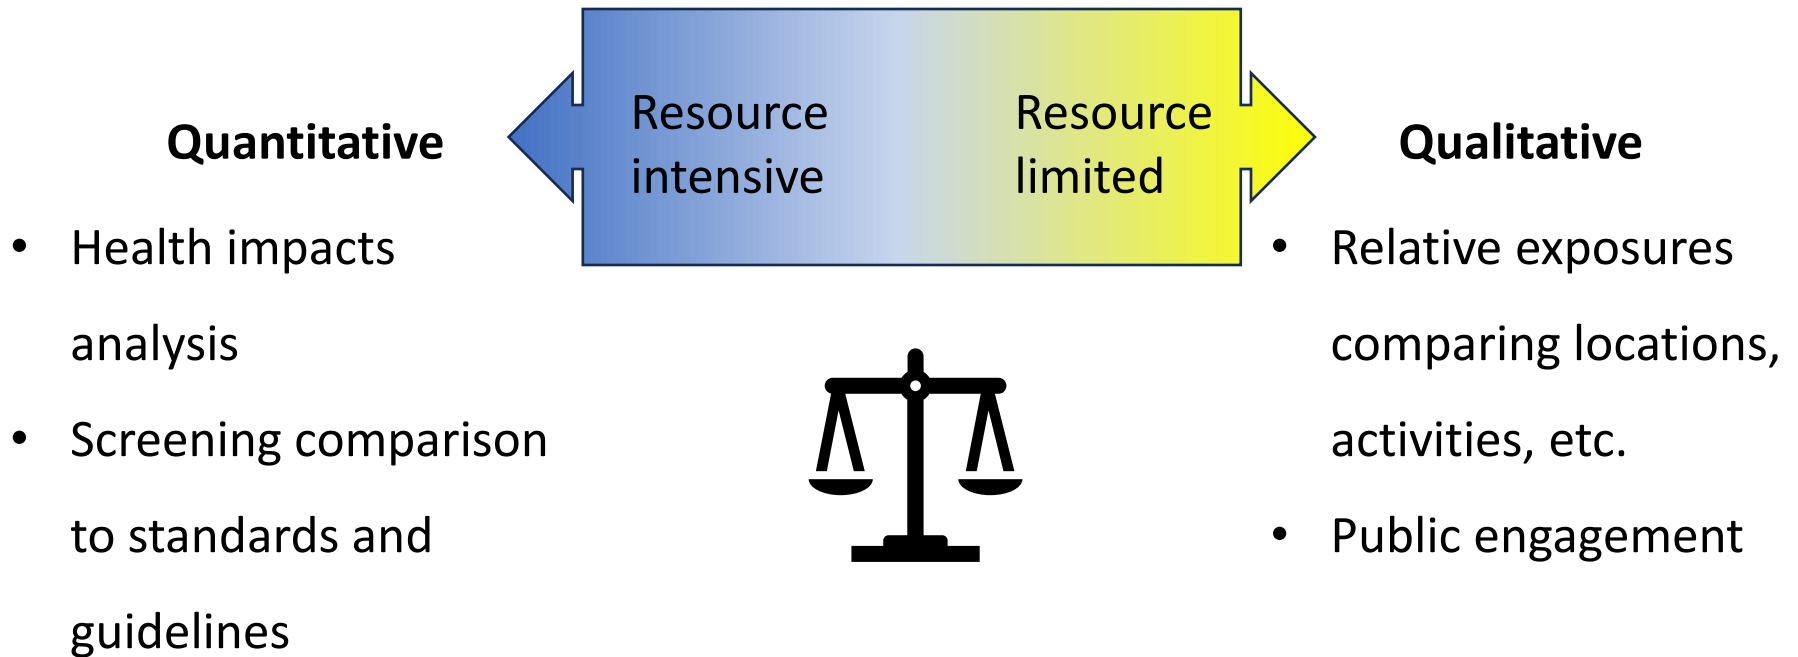 Quantitative
• Health impacts
analysis
• Screening comparison
to standards and
guidelines
Resource
intensive
Resource
limited
Qualitative
• Relative exposures
comparing locations,
activities, etc.
• Public engagement